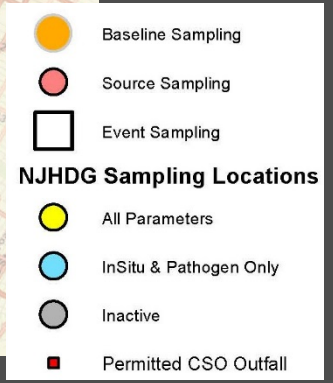 Baseline Sampling
Source Sampling
Event Sampling
NJHDG Sampling Locations
All Parameters
InSitu & Pathogen Only
Inactive
Permitted CSO Outfall